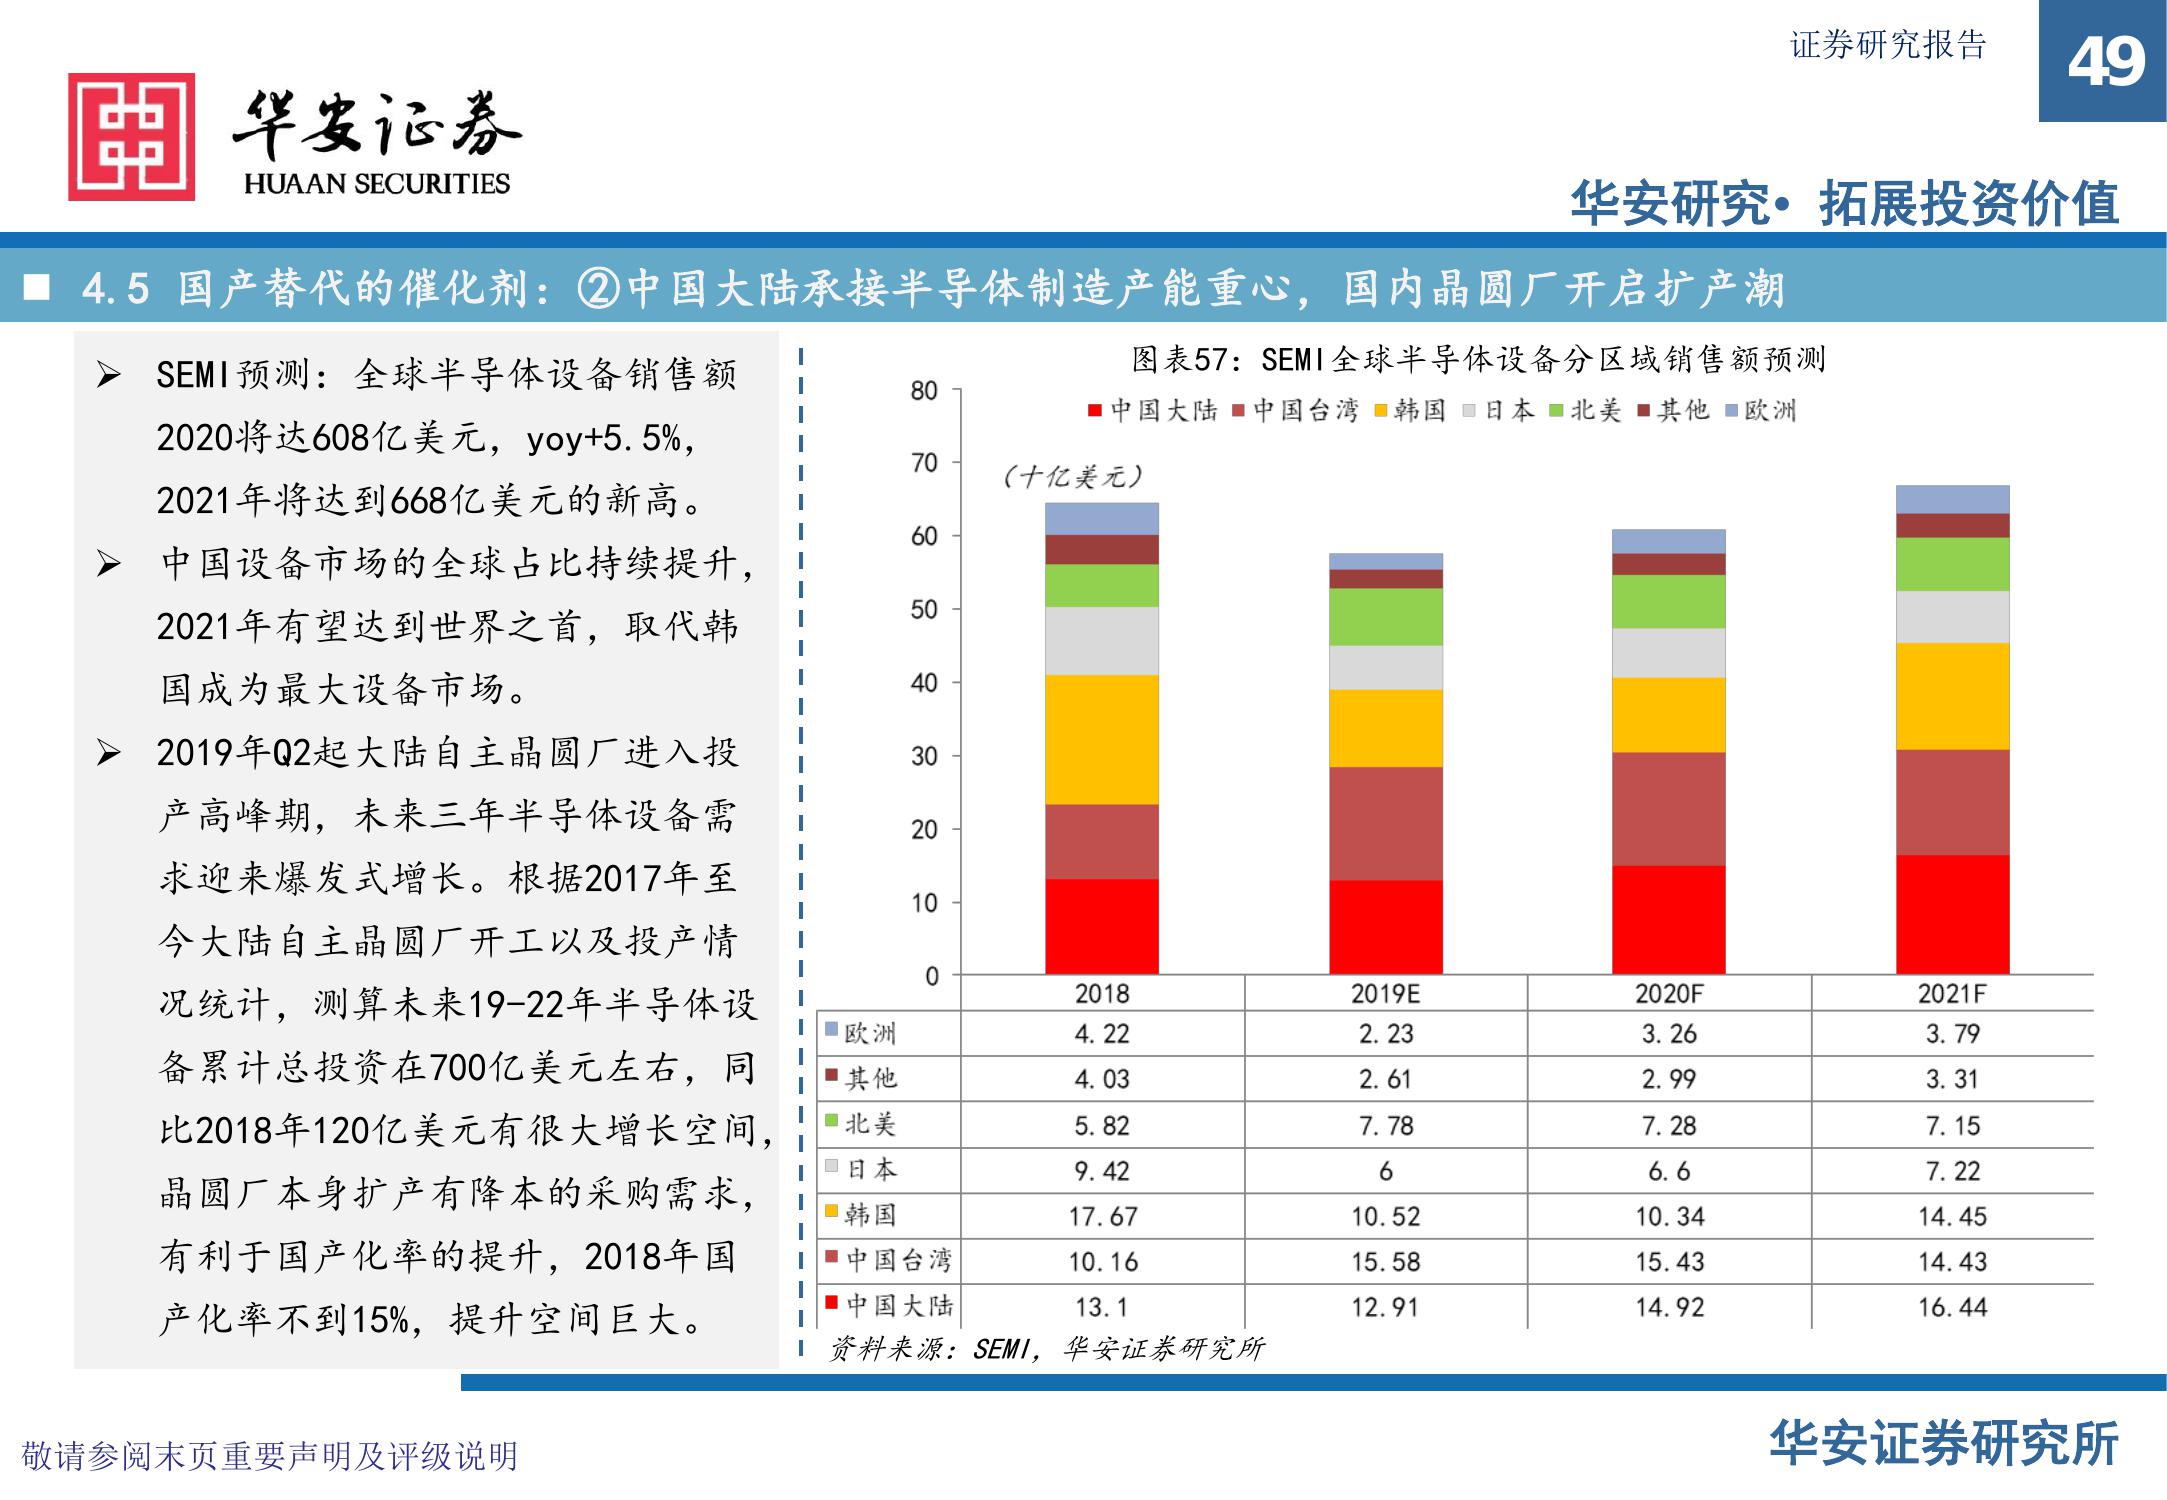 证券研究报告
49
华安证券
HUAAN SECURITIES
华安研究• 拓展投资价值
4.5 国产替代的催化剂：②中国大陆承接半导体制造产能重心，国内晶圆厂开启扩产潮
SEMI预测：全球半导体设备销售额
2020将达608亿美元，yoy+5.5%，
2021年将达到668亿美元的新高。
中国设备市场的全球占比持续提升，
2021年有望达到世界之首，取代韩
国成为最大设备市场。
2019年Q2起大陆自主晶圆厂进入投
产高峰期，未来三年半导体设备需
求迎来爆发式增长。根据2017年至
今大陆自主晶圆厂开工以及投产情
况统计，测算未来19-22年半导体设
备累计总投资在700亿美元左右，同
比2018年120亿美元有很大增长空间，
晶圆厂本身扩产有降本的采购需求，
有利于国产化率的提升，2018年国
产化率不到15%，提升空间巨大。
图表57：SEMI全球半导体设备分区域销售额预测
中国大陆 中国台湾 韩国 日本 北美 其他 欧洲
（十亿美元）
80
70
60
50
40
30
20
10
0
2018 2019E 2020F 2021F
欧洲 4.22 2.23 3.26 3.79
其他 4.03 2.61 2.99 3.31
北美 5.82 7.78 7.28 7.15
日本 9.42 6 6.6 7.22
韩国 17.67 10.52 10.34 14.45
中国台湾 10.16 15.58 15.43 14.43
中国大陆 13.1 12.91 14.92 16.44
资料来源：SEMI，华安证券研究所
敬请参阅末页重要声明及评级说明
华安证券研究所